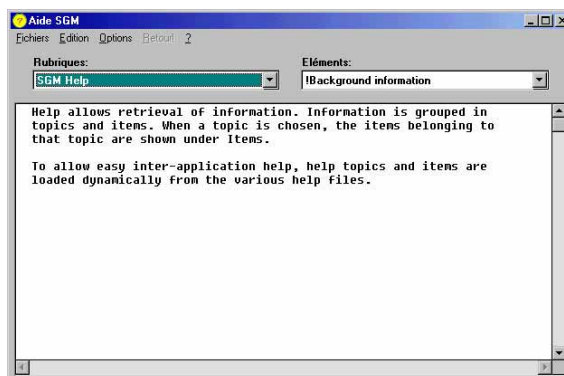 Aide SGM
Fichiers Edition Options Retour! ?
Rubriques: Eléments:
SGM Help !Background information
Help allows retrieval of information. Information is grouped in
topics and items. When a topic is chosen, the items belonging to
that topic are shown under Items.
To allow easy inter-application help, help topics and items are
loaded dynamically from the various help files.